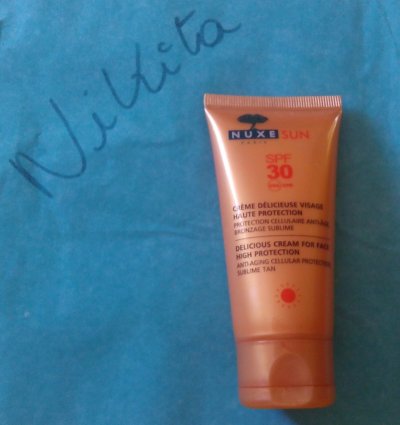 Nikita
NUXE SUN
PARIS
SPF
30
CRÈME DÉLICIEUSE VISAGE
HAUTE PROTECTION
PROTECTION CELLULAIRE ANTI-ÂGE
BRONZAGE SUBLIME
DELICIOUS CREAM FOR FACE
HIGH PROTECTION
ANTI-AGING CELLULAR PROTECTION
SUBLIME TAN